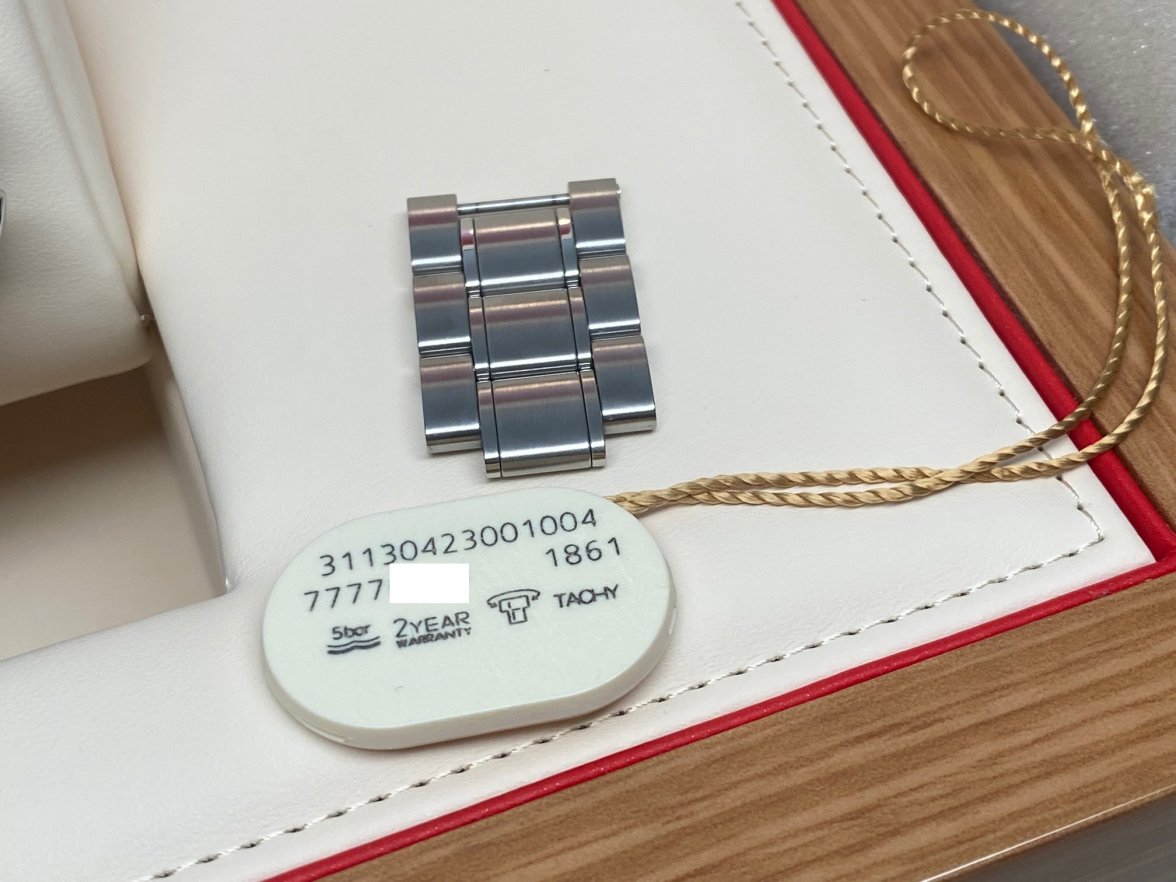 31130423001004
1861
7777
5bar 2YEAR WARRANTY TACHY